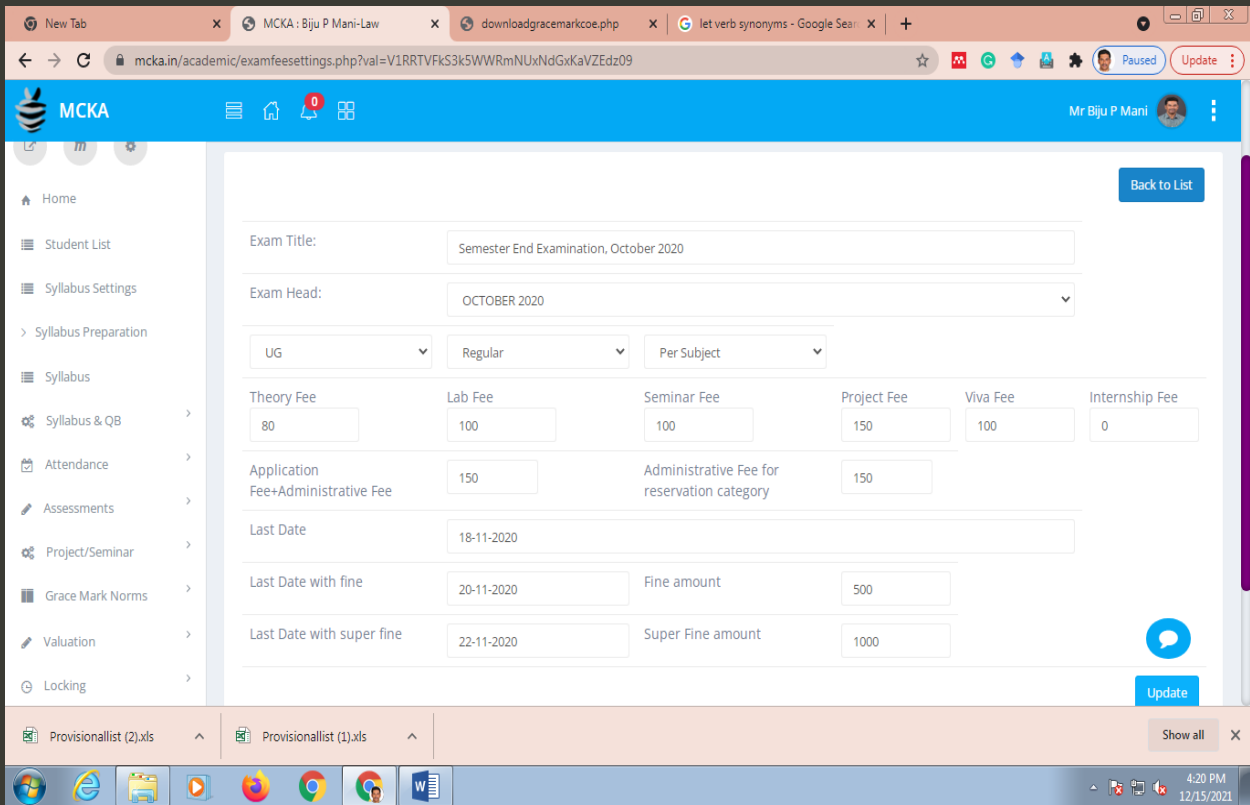 New Tab
MCKA : Biju P Mani-Law
downloadgracemarkcoe.php
let verb synonyms - Google Sear
mcka.in/academic/examfeesettings.php?val=V1RRTVFkS3k5WWRmNUxNdGxKaVZEdz09
Paused
Update
MCKA
0
Mr Biju P Mani
m
Home
Student List
Syllabus Settings
Syllabus Preparation
Syllabus
Syllabus & QB
Attendance
Assessments
Project/Seminar
Grace Mark Norms
Valuation
Locking
Back to List
Exam Title:
Semester End Examination, October 2020
Exam Head:
OCTOBER 2020
UG
Regular
Per Subject
Theory Fee
Lab Fee
Seminar Fee
Project Fee
Viva Fee
Internship Fee
80
100
100
150
100
0
Application
Fee+Administrative Fee
150
Administrative Fee for
reservation category
150
Last Date
18-11-2020
Last Date with fine
20-11-2020
Fine amount
500
Last Date with super fine
22-11-2020
Super Fine amount
1000
Update
Provisionallist (2).xls
Provisionallist (1).xls
Show all
4:20 PM
12/15/2021